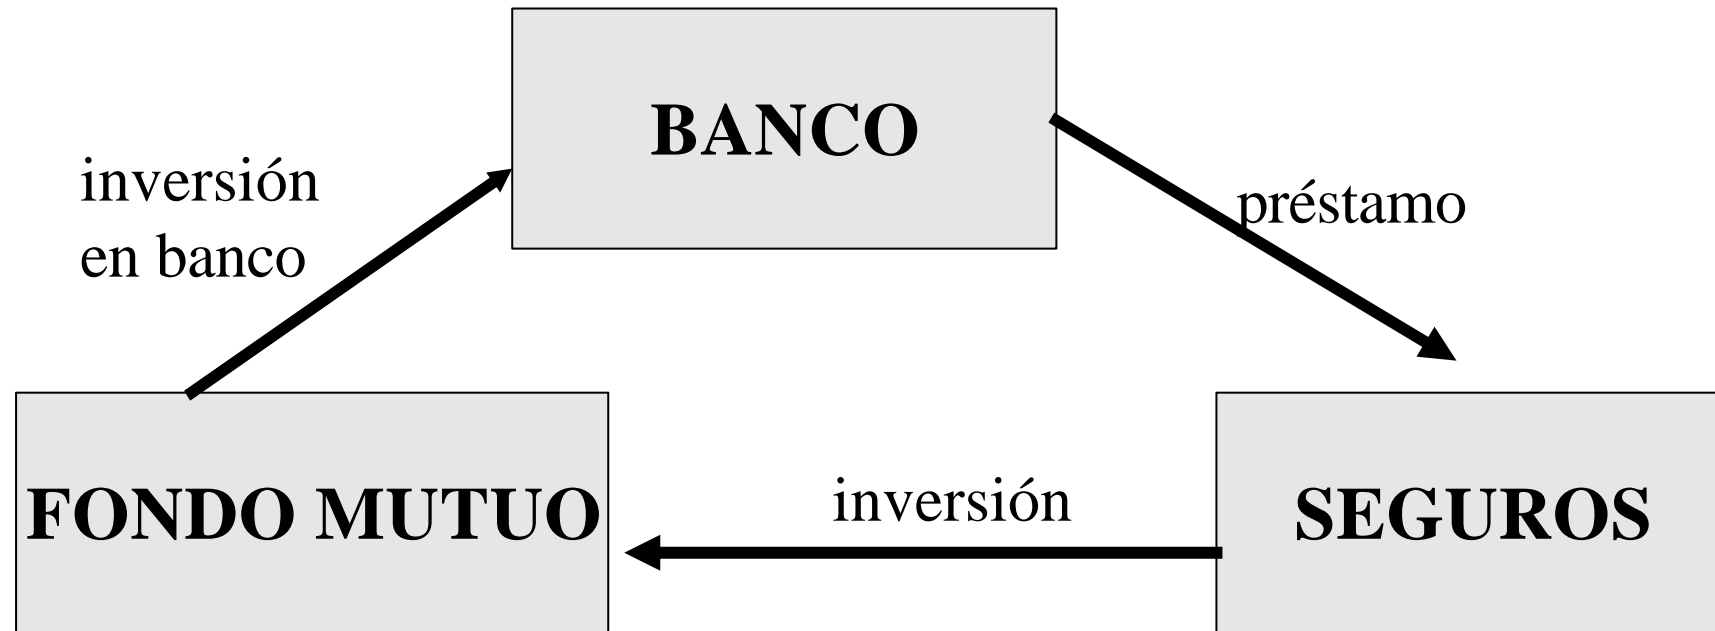 BANCO
inversión
en banco
préstamo
FONDO MUTUO
inversión
SEGUROS